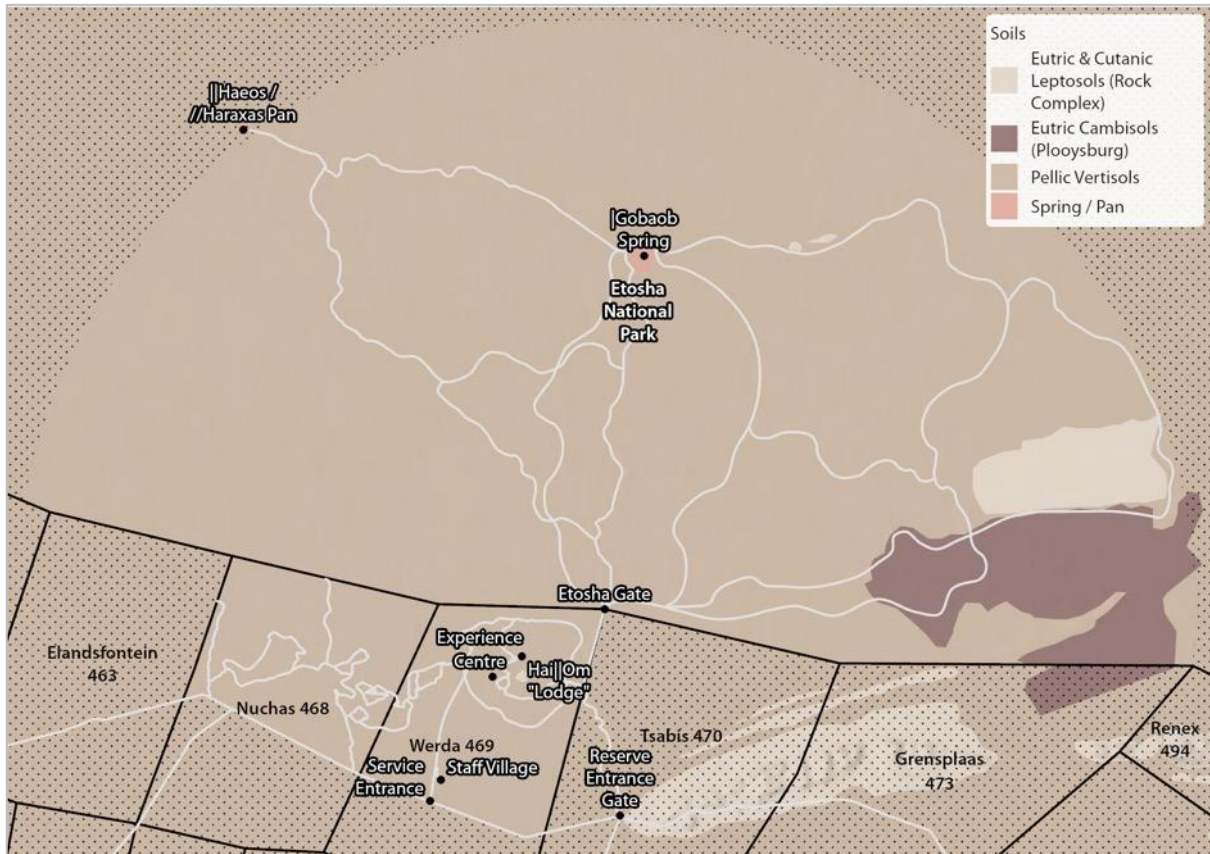 Soils
Eutric & Cutanic
Leptosols (Rock
Complex)
Eutric Cambisols
(Plooysburg)
Pellic Vertisols
Spring / Pan
||Haeos /
//Haraxas Pan
|Gobaob
Spring
Etosha
National
Park
Etosha Gate
Experience
Centre
Hai||Om
"Lodge"
Elandsfontein
463
Nuchas 468
Werda 469
Tsabis 470
Service
Entrance
Staff Village
Reserve
Entrance
Gate
Grensplaas
473
Renex
494